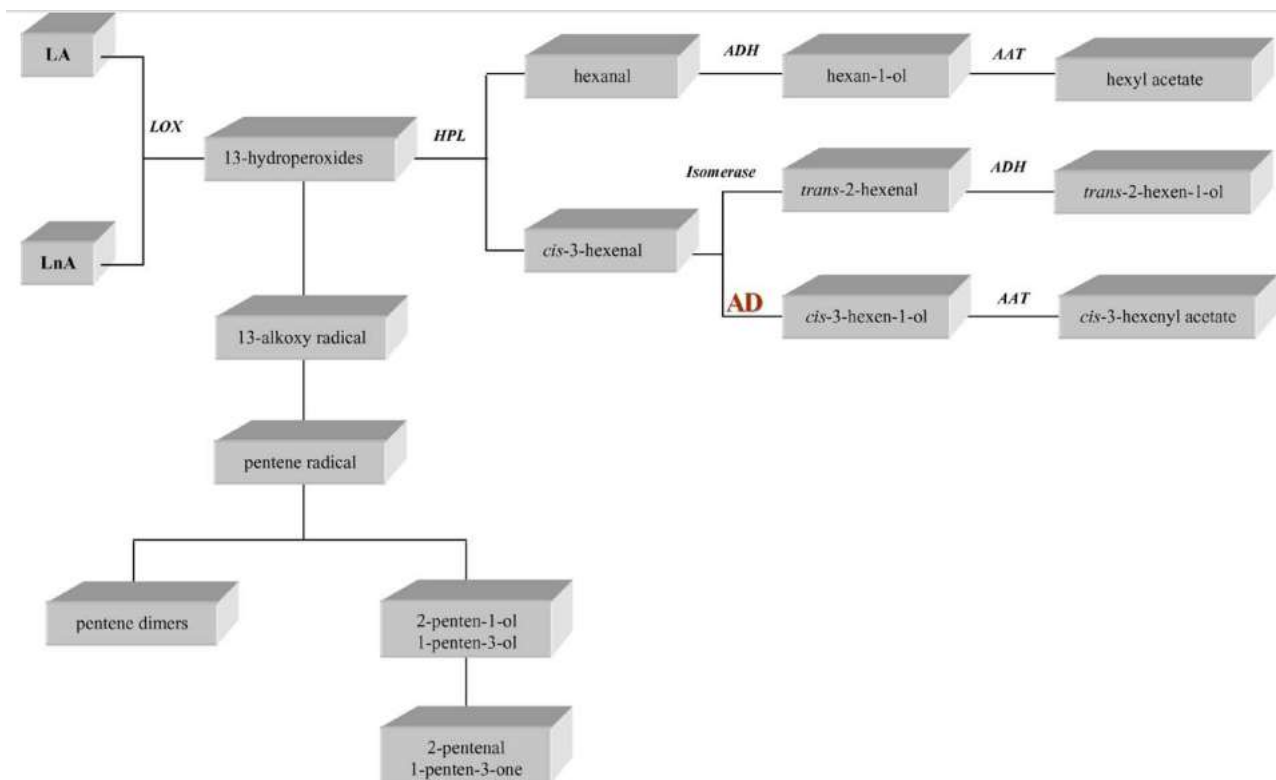 LA
LOX
LnA
13-hydroperoxides
HPL
hexanal
ADH
hexan-1-ol
AAT
hexyl acetate
cis-3-hexenal
Isomerase
trans-2-hexenal
ADH
trans-2-hexen-1-ol
AD
cis-3-hexen-1-ol
AAT
cis-3-hexenyl acetate
13-alkoxy radical
pentene radical
pentene dimers
2-penten-1-ol
1-penten-3-ol
2-pentenal
1-penten-3-one